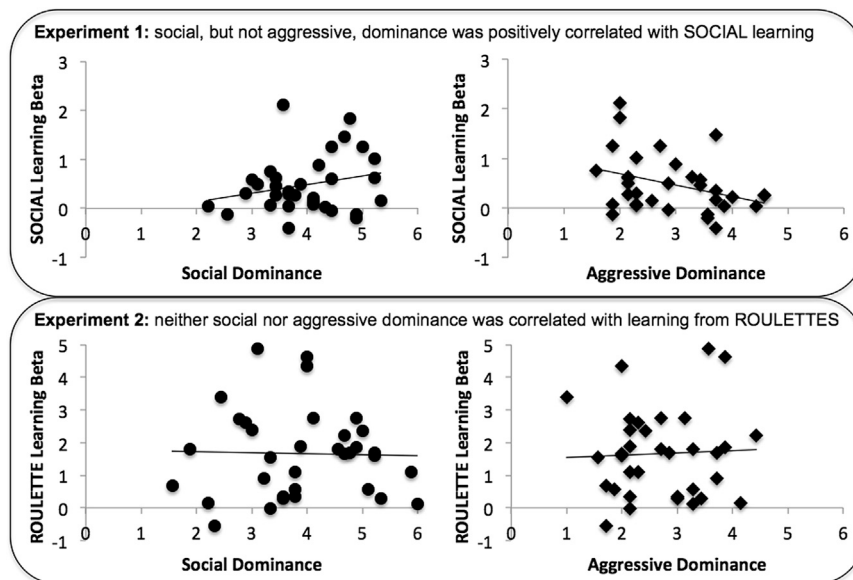 Experiment 1: social, but not aggressive, dominance was positively correlated with SOCIAL learning
SOCIAL Learning Beta
3
2
1
0
-1
0 1 2 3 4 5 6
Social Dominance
SOCIAL Learning Beta
3
2
1
0
-1
0 1 2 3 4 5 6
Aggressive Dominance
Experiment 2: neither social nor aggressive dominance was correlated with learning from ROULETTES
ROULETTE Learning Beta
5
4
3
2
1
0
-1
0 1 2 3 4 5 6
Social Dominance
ROULETTE Learning Beta
5
4
3
2
1
0
-1
0 1 2 3 4 5 6
Aggressive Dominance